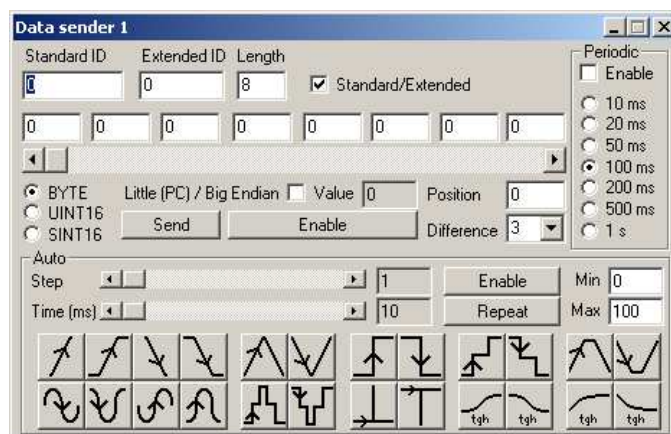 Data sender 1
Standard ID Extended ID Length
0 0 8 Standard/Extended
0 0 0 0 0 0 0 0
Periodic
Enable
10 ms
20 ms
50 ms
100 ms
200 ms
500 ms
1 s
BYTE Little (PC) / Big Endian Value 0 Position 0
UINT16
SINT16 Send Enable Difference 3
Auto
Step 1 Enable Min 0
Time (ms) 10 Repeat Max 100
tgh tgh tgh tgh